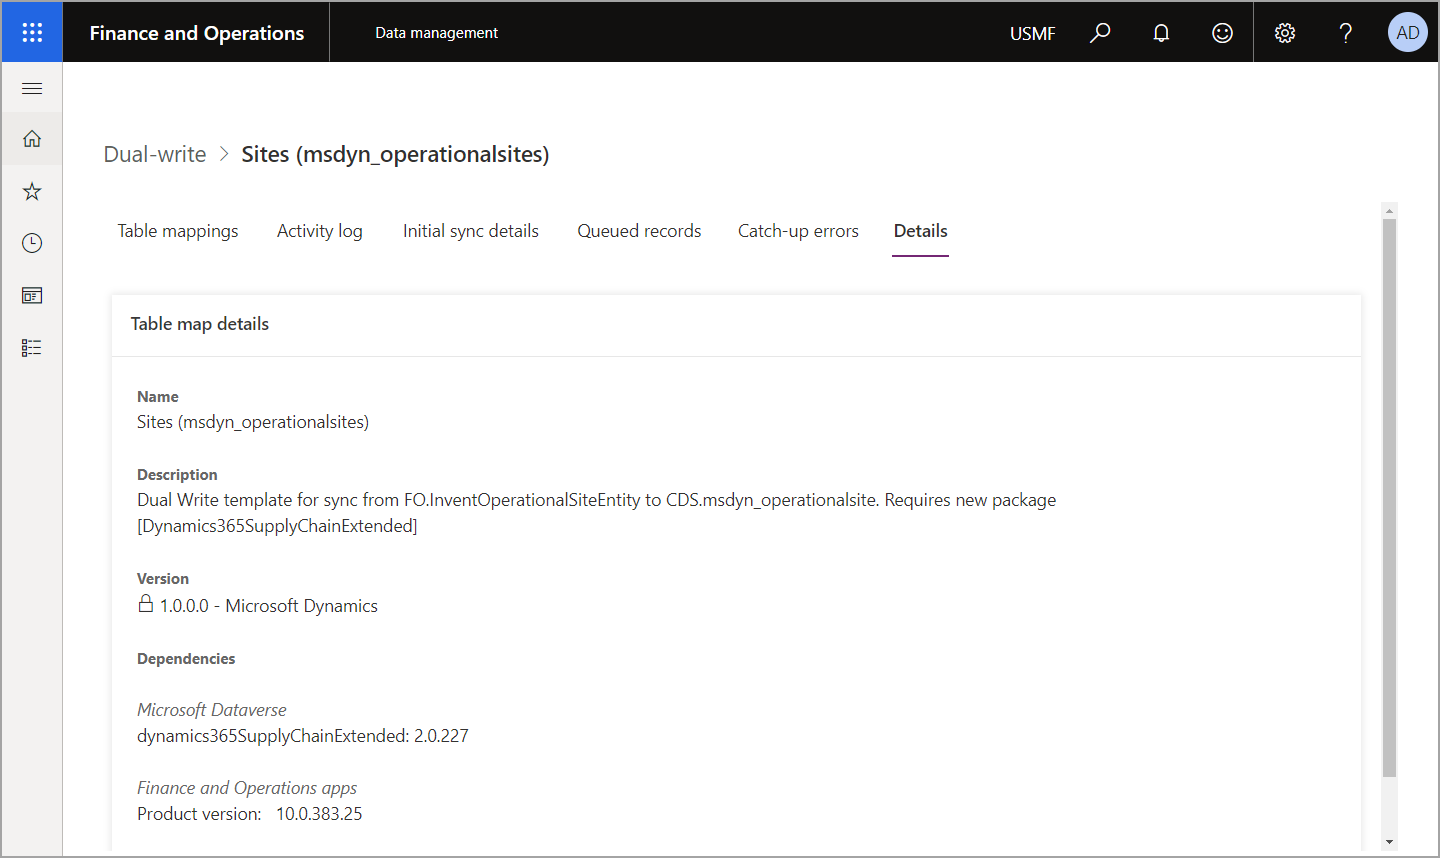 Finance and Operations
Data management
USMF
AD
Dual-write > Sites (msdyn_operationalsites)
Table mappings
Activity log
Initial sync details
Queued records
Catch-up errors
Details
Table map details
Name
Sites (msdyn_operationalsites)
Description
Dual Write template for sync from FO.InventOperationalSiteEntity to CDS.msdyn_operationalsite. Requires new package
[Dynamics365SupplyChainExtended]
Version
1.0.0.0 - Microsoft Dynamics
Dependencies
Microsoft Dataverse
dynamics365SupplyChainExtended: 2.0.227
Finance and Operations apps
Product version: 10.0.383.25